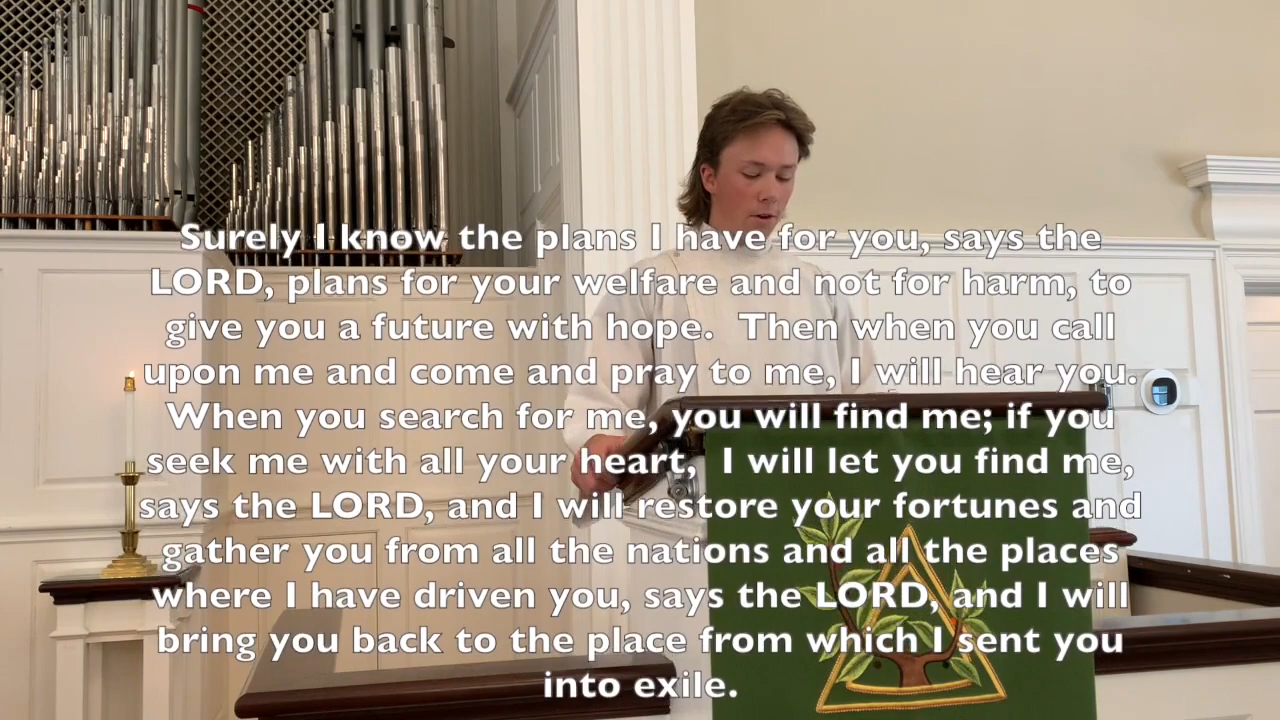 Surely I know the plans I have for you, says the
LORD, plans for your welfare and not for harm, to
give you a future with hope.  Then when you call
upon me and come and pray to me, I will hear you.
When you search for me, you will find me; if you
seek me with all your heart,  I will let you find me,
says the LORD, and I will restore your fortunes and
gather you from all the nations and all the places
where I have driven you, says the LORD, and I will
bring you back to the place from which I sent you
into exile.